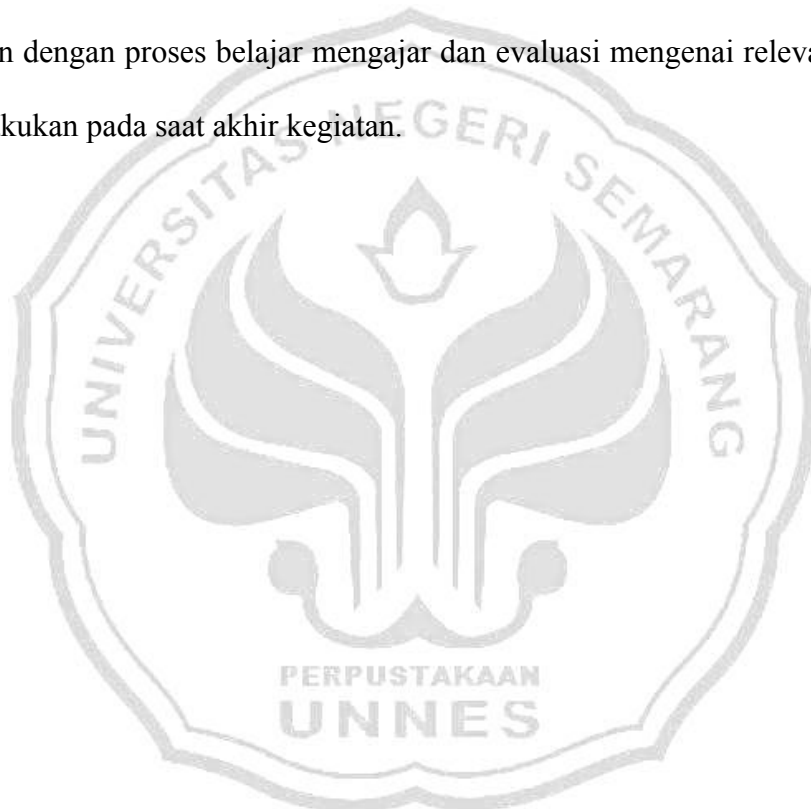 n dengan proses belajar mengajar dan evaluasi mengenai releva
kukan pada saat akhir kegiatan.
UNIVERSITAS NEGERI SEMARANG
PERPUSTAKAAN
UNNES